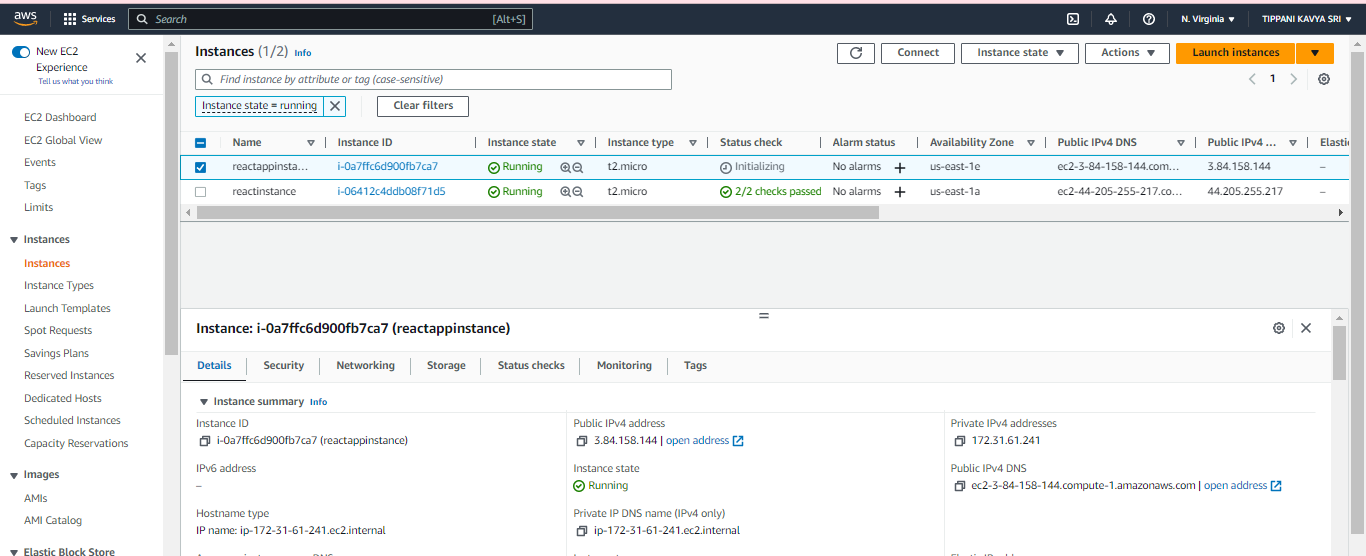 aws Services Search [Alt+S] N. Virginia TIPPANI KAVYA SRI
New EC2
Experience
Tell us what you think
EC2 Dashboard
EC2 Global View
Events
Tags
Limits
Instances
Instances
Instance Types
Launch Templates
Spot Requests
Savings Plans
Reserved Instances
Dedicated Hosts
Scheduled Instances
Capacity Reservations
Images
AMIs
AMI Catalog
Elastic Block Store
Instances (1/2) Info
Connect Instance state Actions Launch instances
Find instance by attribute or tag (case-sensitive)
1
Instance state = running Clear filters
Name Instance ID Instance state Instance type Status check Alarm status Availability Zone Public IPv4 DNS Public IPv4 ... Elasti
reactappinsta... i-0a7ffc6d900fb7ca7 Running t2.micro Initializing No alarms us-east-1e ec2-3-84-158-144.com... 3.84.158.144 –
reactinstance i-06412c4ddb08f71d5 Running t2.micro 2/2 checks passed No alarms us-east-1a ec2-44-205-255-217.co... 44.205.255.217 –
Instance: i-0a7ffc6d900fb7ca7 (reactappinstance)
Details Security Networking Storage Status checks Monitoring Tags
Instance summary Info
Instance ID Public IPv4 address Private IPv4 addresses
i-0a7ffc6d900fb7ca7 (reactappinstance) 3.84.158.144 | open address 172.31.61.241
IPv6 address Instance state Public IPv4 DNS
– Running ec2-3-84-158-144.compute-1.amazonaws.com | open address
Hostname type Private IP DNS name (IPv4 only)
IP name: ip-172-31-61-241.ec2.internal ip-172-31-61-241.ec2.internal